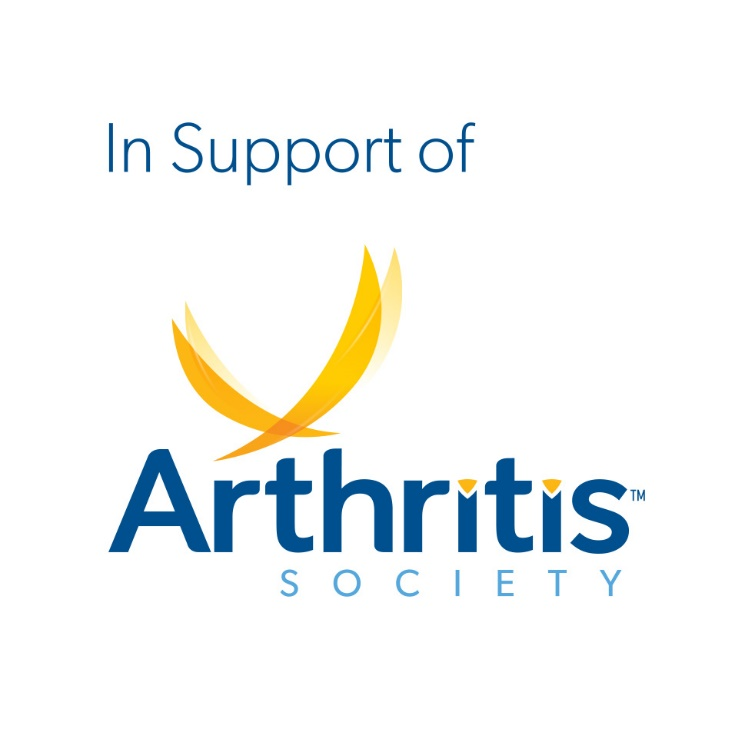 In Support of
Arthritis™
SOCIETY